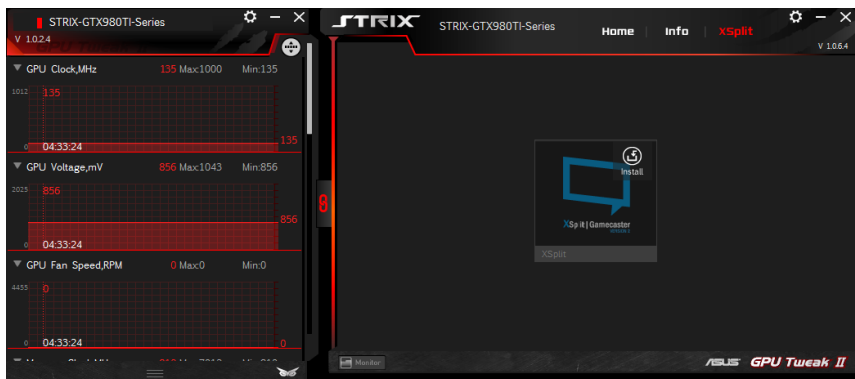 STRIX-GTX980TI-Series
V 1.0.2.4
GPU Clock,MHz 135 Max:1000 Min:135
1012 135
0 04:33:24 135
GPU Voltage,mV 856 Max:1043 Min:856
2025 856
856
0 04:33:24
GPU Fan Speed,RPM 0 Max:0 Min:0
4455 0
0 04:33:24 0
STRIX STRIX-GTX980TI-Series Home | Info | XSplit
V 1.0.6.4
Install
XSplit | Gamecaster
XSplit
Monitor
ASUS GPU Tweak II